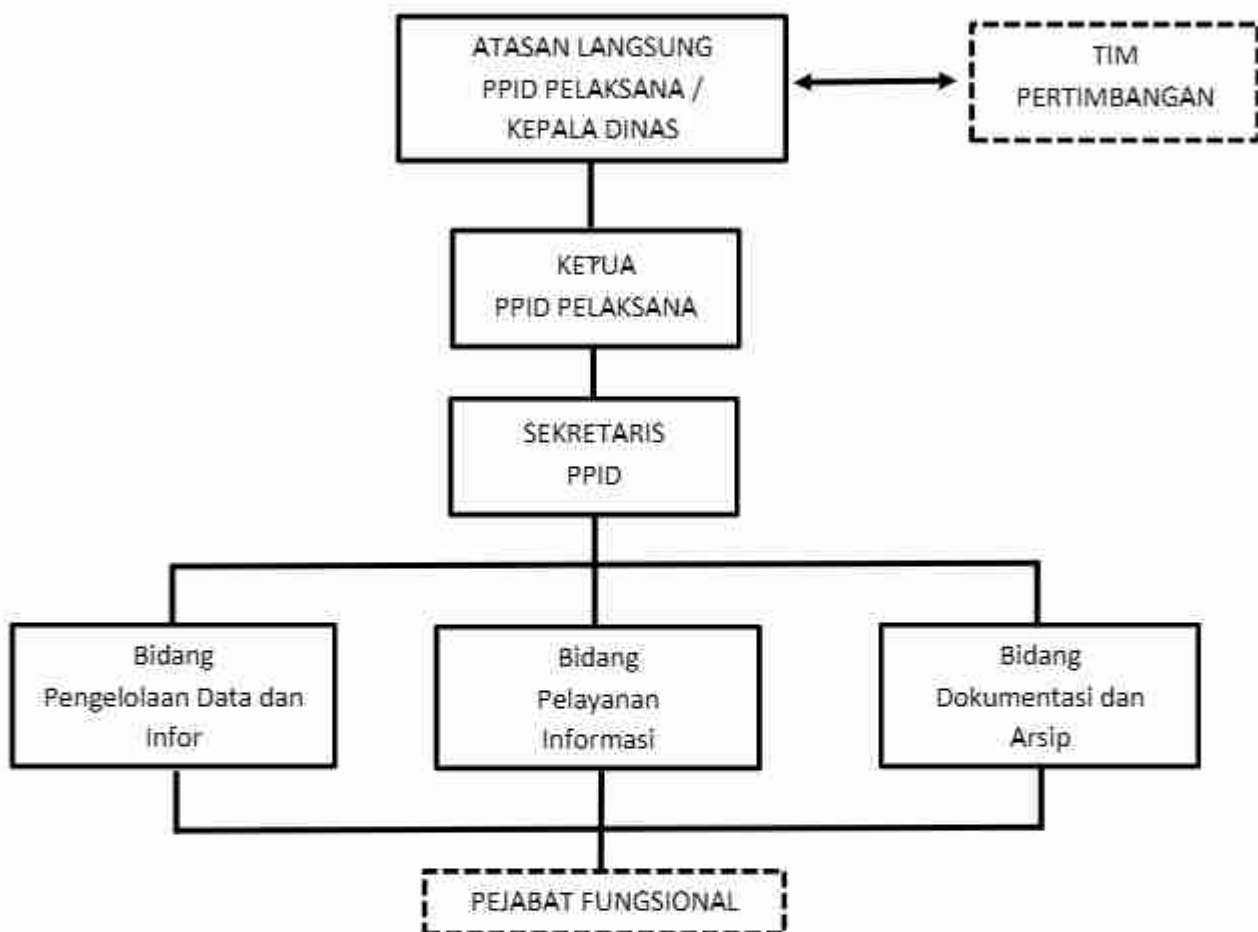 ATASAN LANGSUNG
PPID PELAKSANA /
KEPALA DINAS
TIM
PERTIMBANGAN
KETUA
PPID PELAKSANA
SEKRETARIS
PPID
Bidang
Pengelolaan Data dan
Infor
Bidang
Pelayanan
Informasi
Bidang
Dokumentasi dan
Arsip
PEJABAT FUNGSIONAL